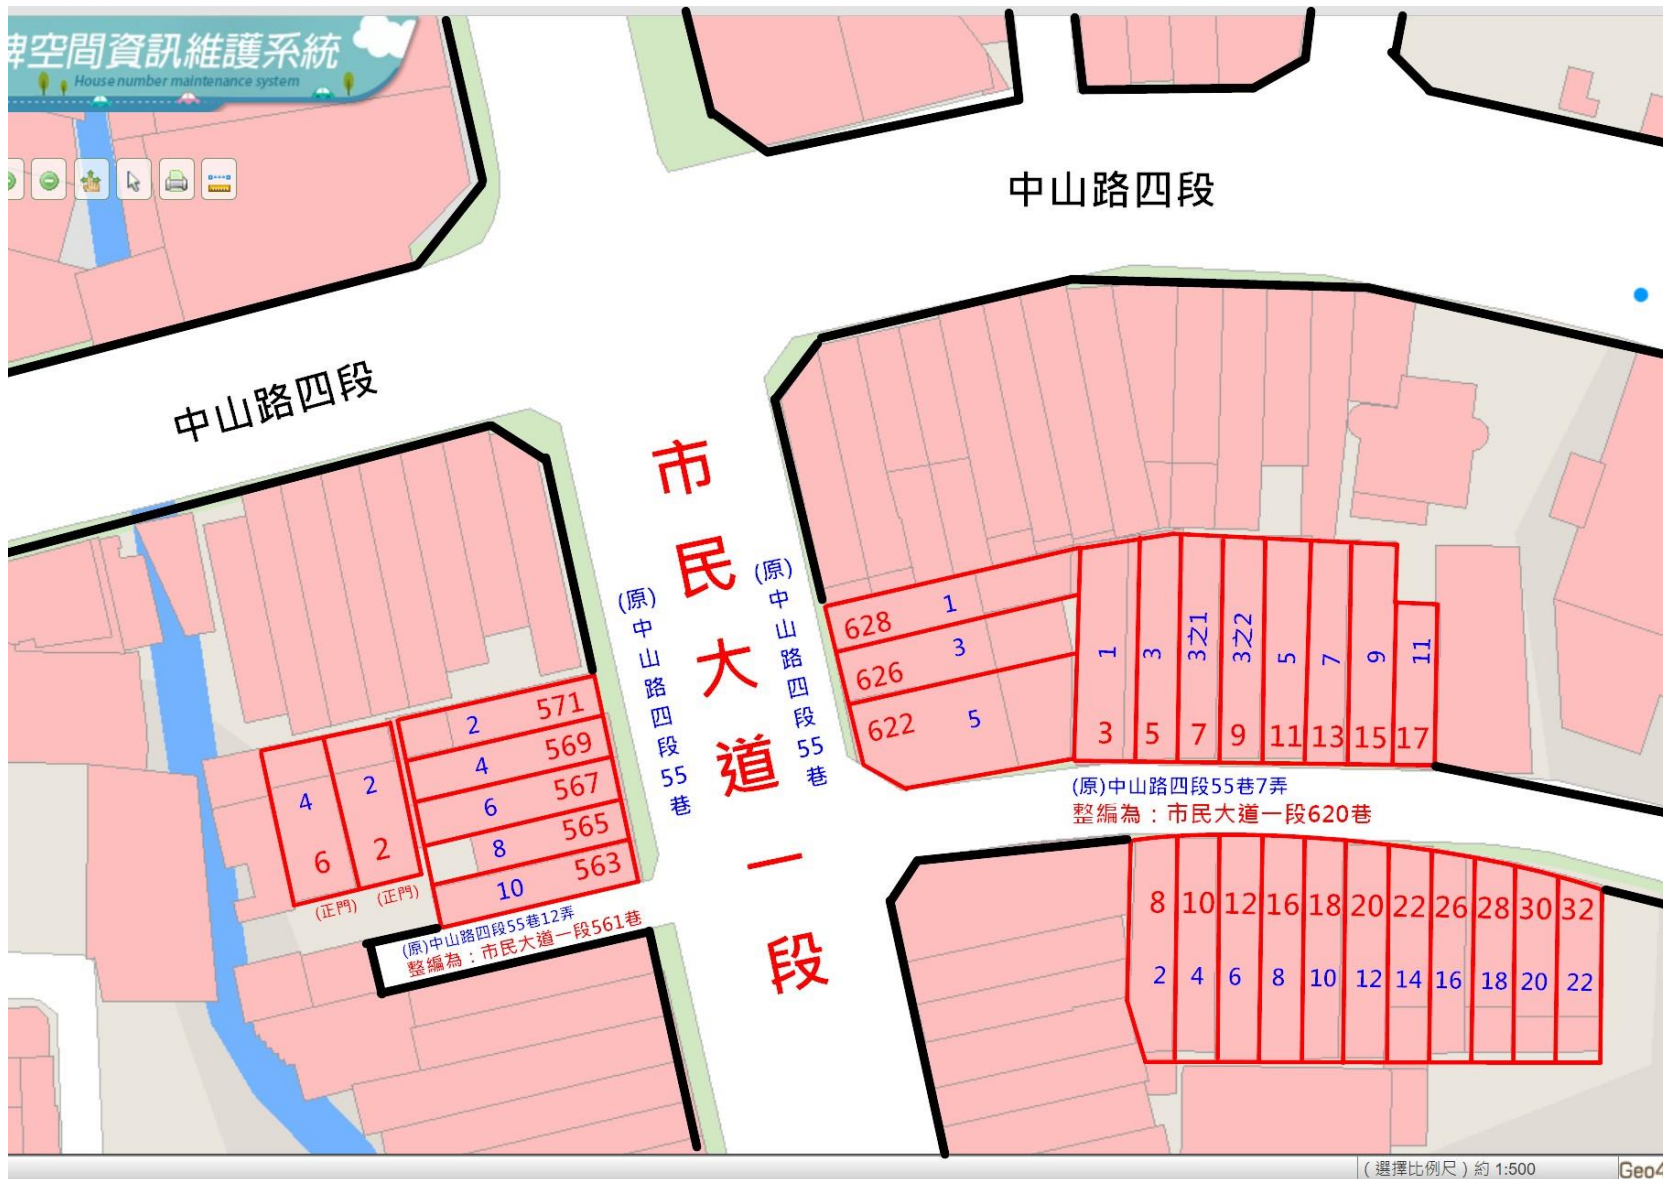 牌空間資訊維護系統
House number maintenance system
中山路四段
中山路四段
市民大道一段
(原)中山路四段55巷
(原)中山路四段55巷
628 1
626 3
622 5
1 3 3之1 3之2 5 7 9 11
3 5 7 9 11 13 15 17
(原)中山路四段55巷7弄
整編為：市民大道一段620巷
2 571
4 569
6 567
8 565
10 563
4 2
6 2
(正門) (正門)
(原)中山路四段55巷12弄
整編為：市民大道一段561巷
8 10 12 16 18 20 22 26 28 30 32
2 4 6 8 10 12 14 16 18 20 22
(選擇比例尺)約 1:500